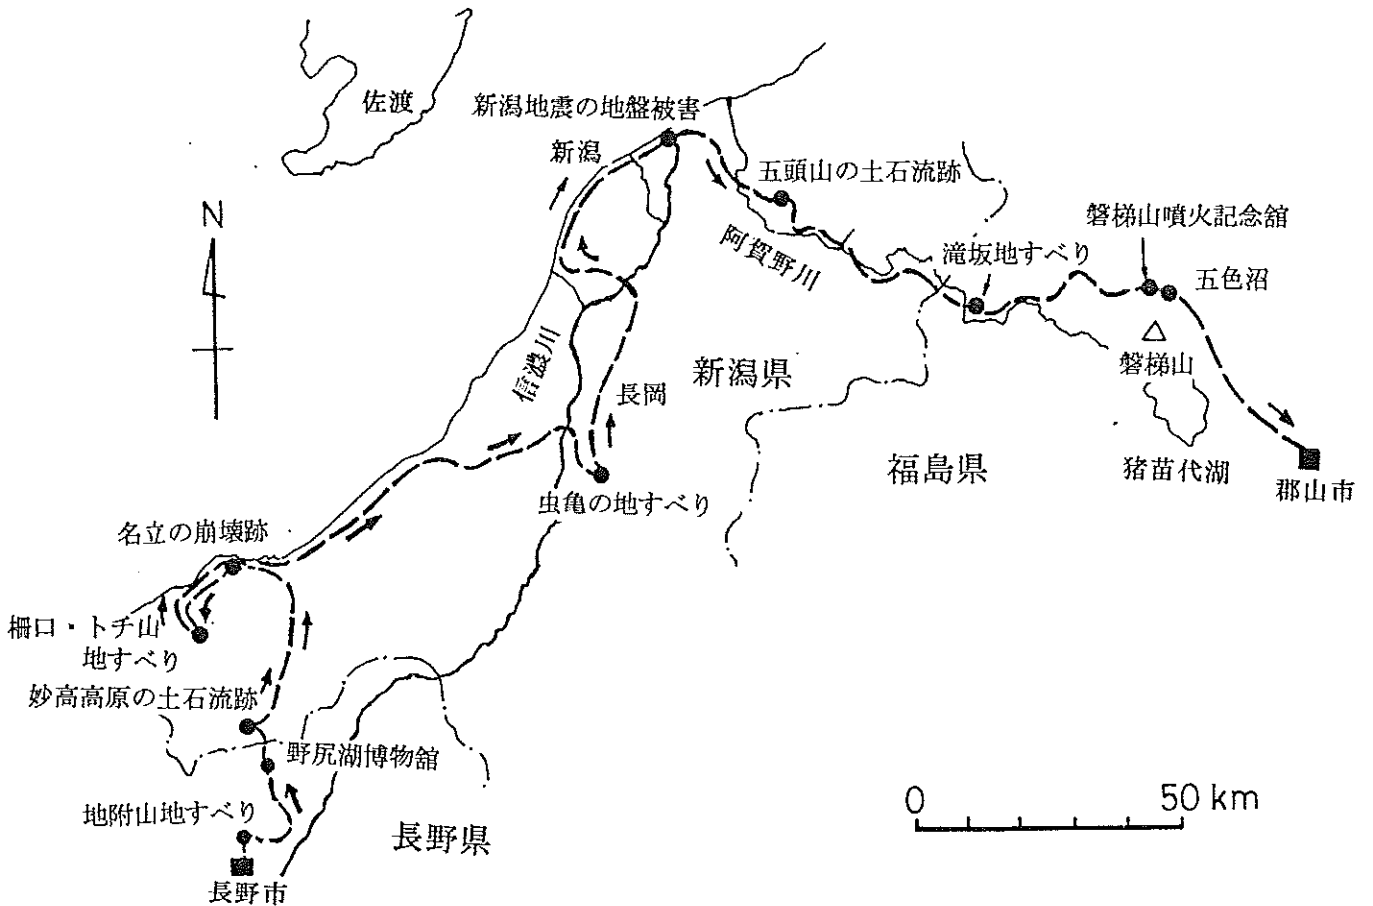 佐渡
新潟地震の地盤被害
新潟
五頭山の土石流跡
N
磐梯山噴火記念館
阿賀野川
滝坂地すべり
五色沼
信濃川
新潟県
磐梯山
長岡
福島県
猪苗代湖
郡山市
虫亀の地すべり
名立の崩壊跡
柵口・トチ山
地すべり
妙高高原の土石流跡
野尻湖博物館
地附山地すべり
0
50 km
長野県
長野市